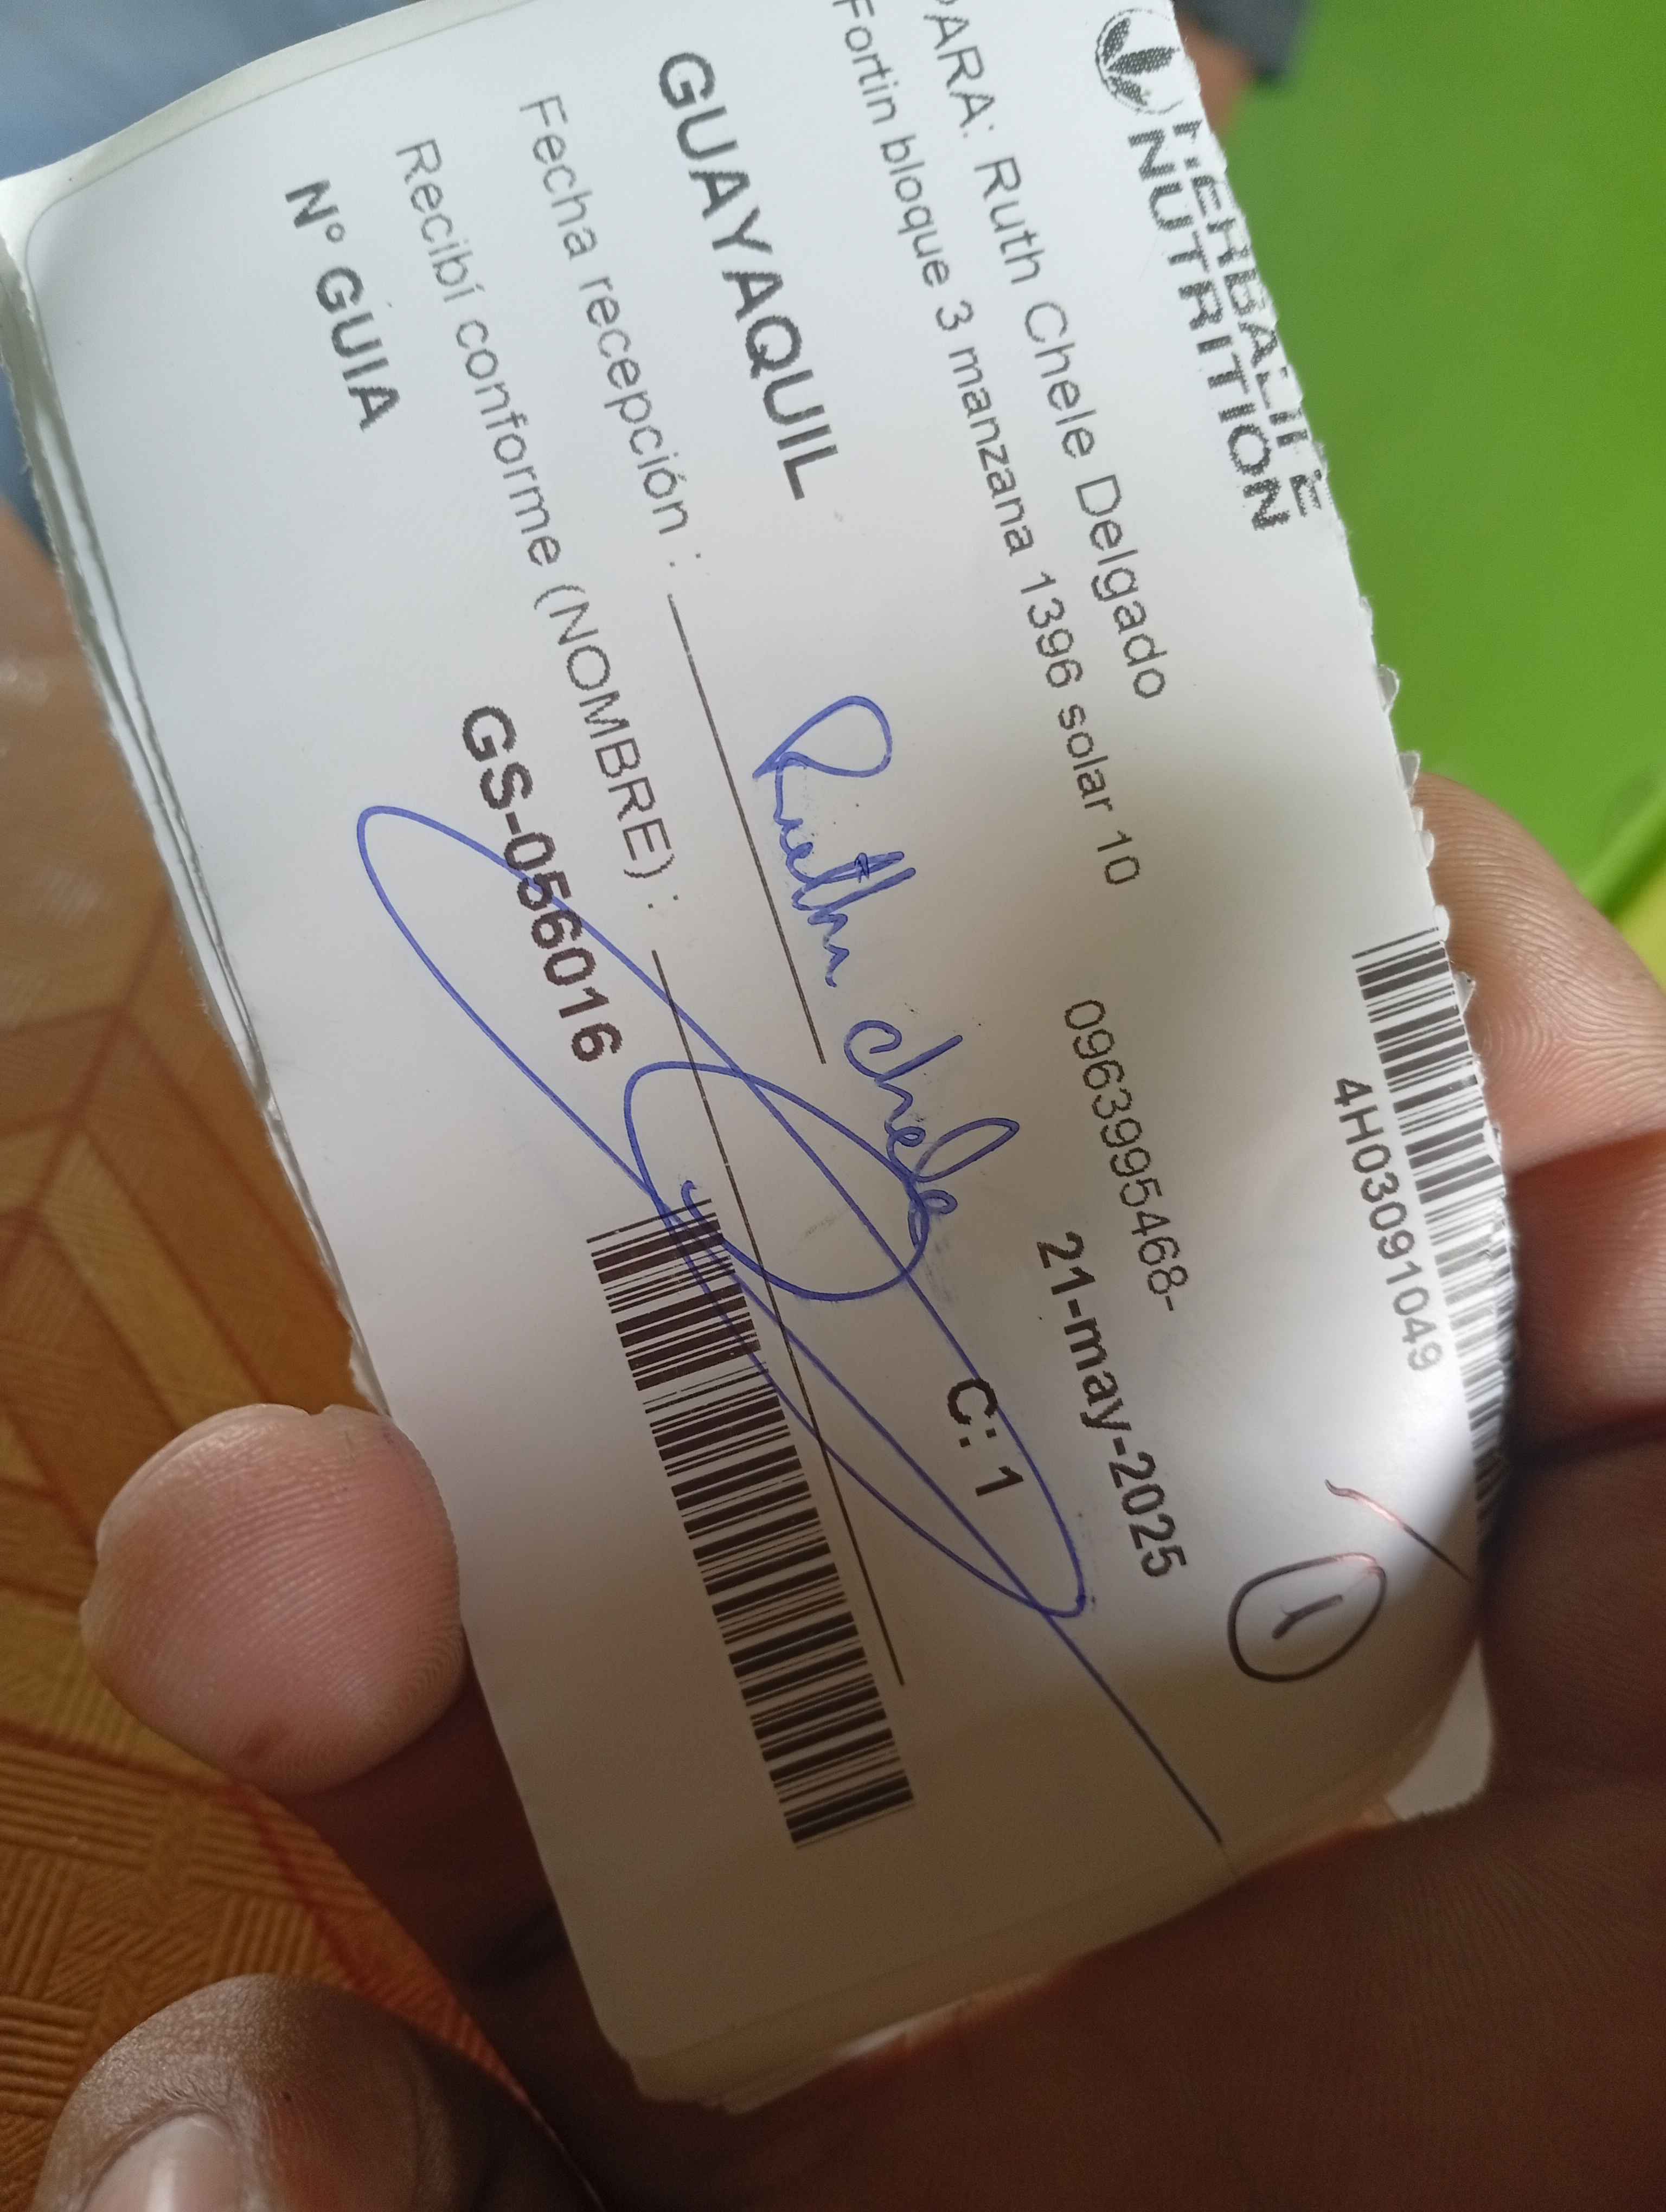 HERBALIFE
NUTRITION
4H03091049
PARA: Ruth Chele Delgado
Fortin bloque 3 manzana 1396 solar 10 0963995468-
1
GUAYAQUIL 21-may-2025
Ruth Chele
C: 1
Fecha recepción :
Recibí conforme (NOMBRE) :
Nº GUIA GS-056016